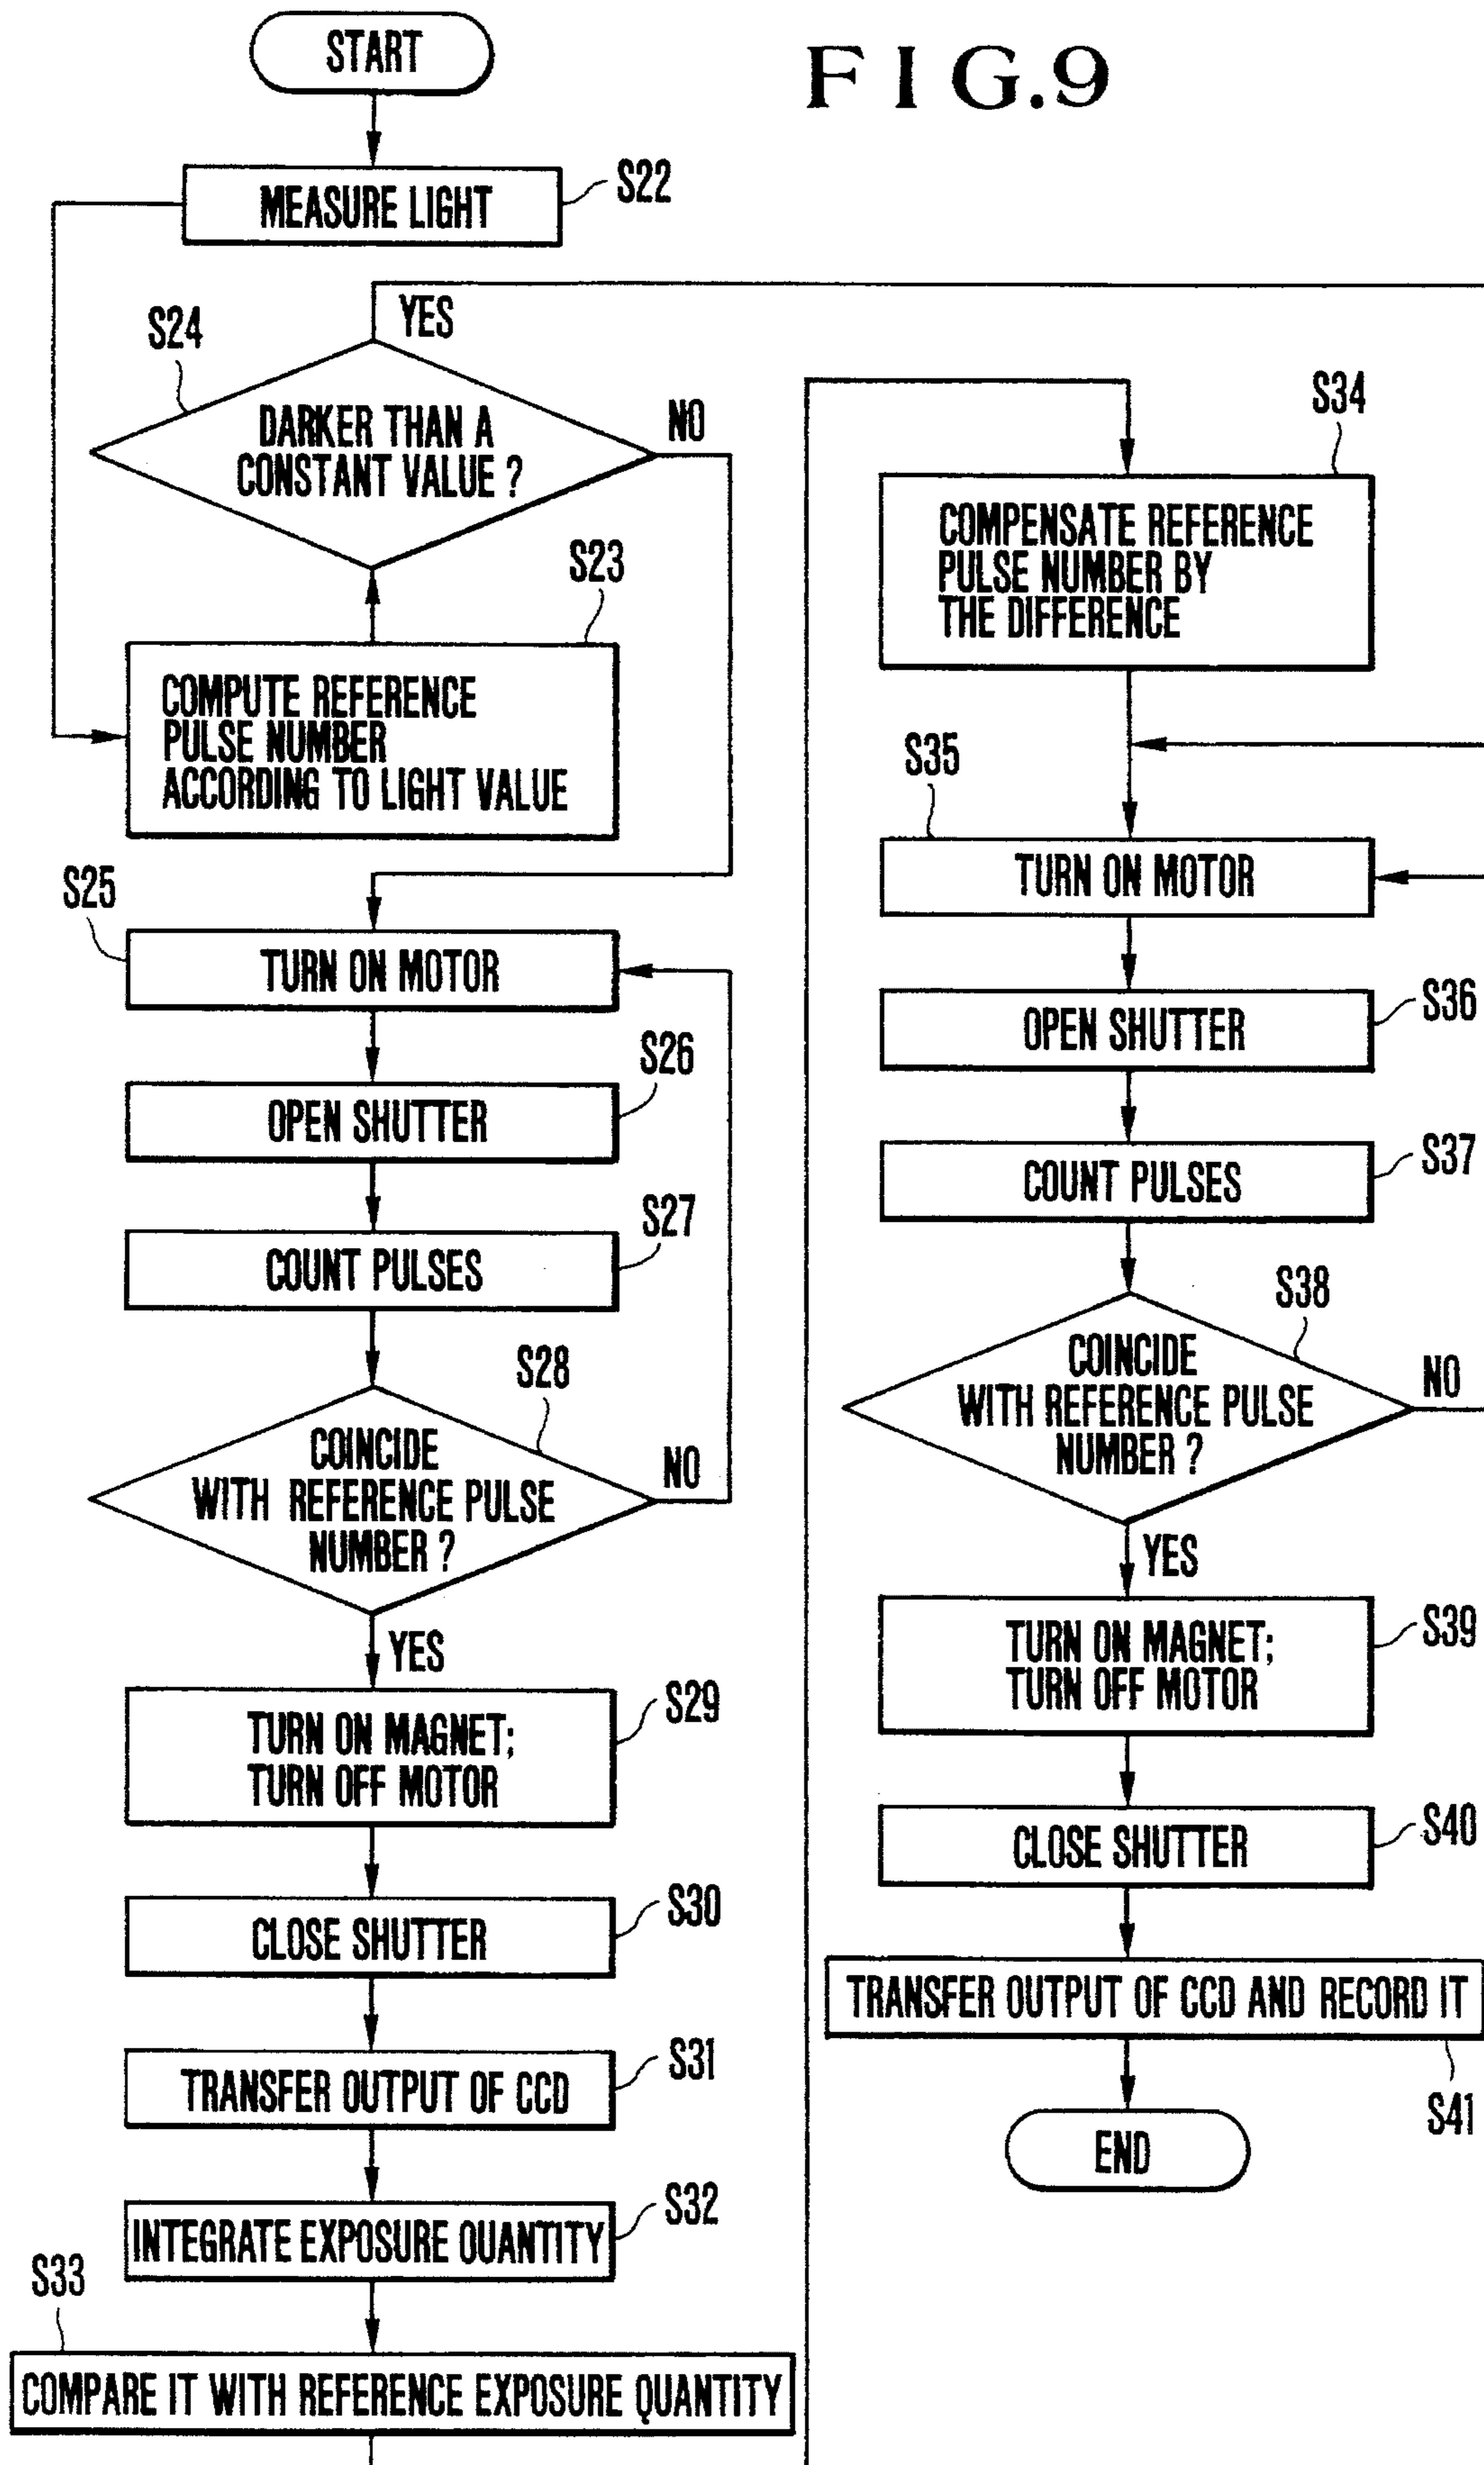 FIG.9
START
MEASURE LIGHT
S22
S24
YES
DARKER THAN A
CONSTANT VALUE ?
NO
S23
COMPUTE REFERENCE
PULSE NUMBER
ACCORDING TO LIGHT VALUE
S25
TURN ON MOTOR
S26
OPEN SHUTTER
S27
COUNT PULSES
S28
COINCIDE
WITH REFERENCE PULSE
NUMBER ?
NO
YES
S29
TURN ON MAGNET;
TURN OFF MOTOR
S30
CLOSE SHUTTER
S31
TRANSFER OUTPUT OF CCD
S32
INTEGRATE EXPOSURE QUANTITY
S33
COMPARE IT WITH REFERENCE EXPOSURE QUANTITY
S34
COMPENSATE REFERENCE
PULSE NUMBER BY
THE DIFFERENCE
S35
TURN ON MOTOR
S36
OPEN SHUTTER
S37
COUNT PULSES
S38
COINCIDE
WITH REFERENCE PULSE
NUMBER ?
NO
YES
S39
TURN ON MAGNET;
TURN OFF MOTOR
S40
CLOSE SHUTTER
TRANSFER OUTPUT OF CCD AND RECORD IT
S41
END